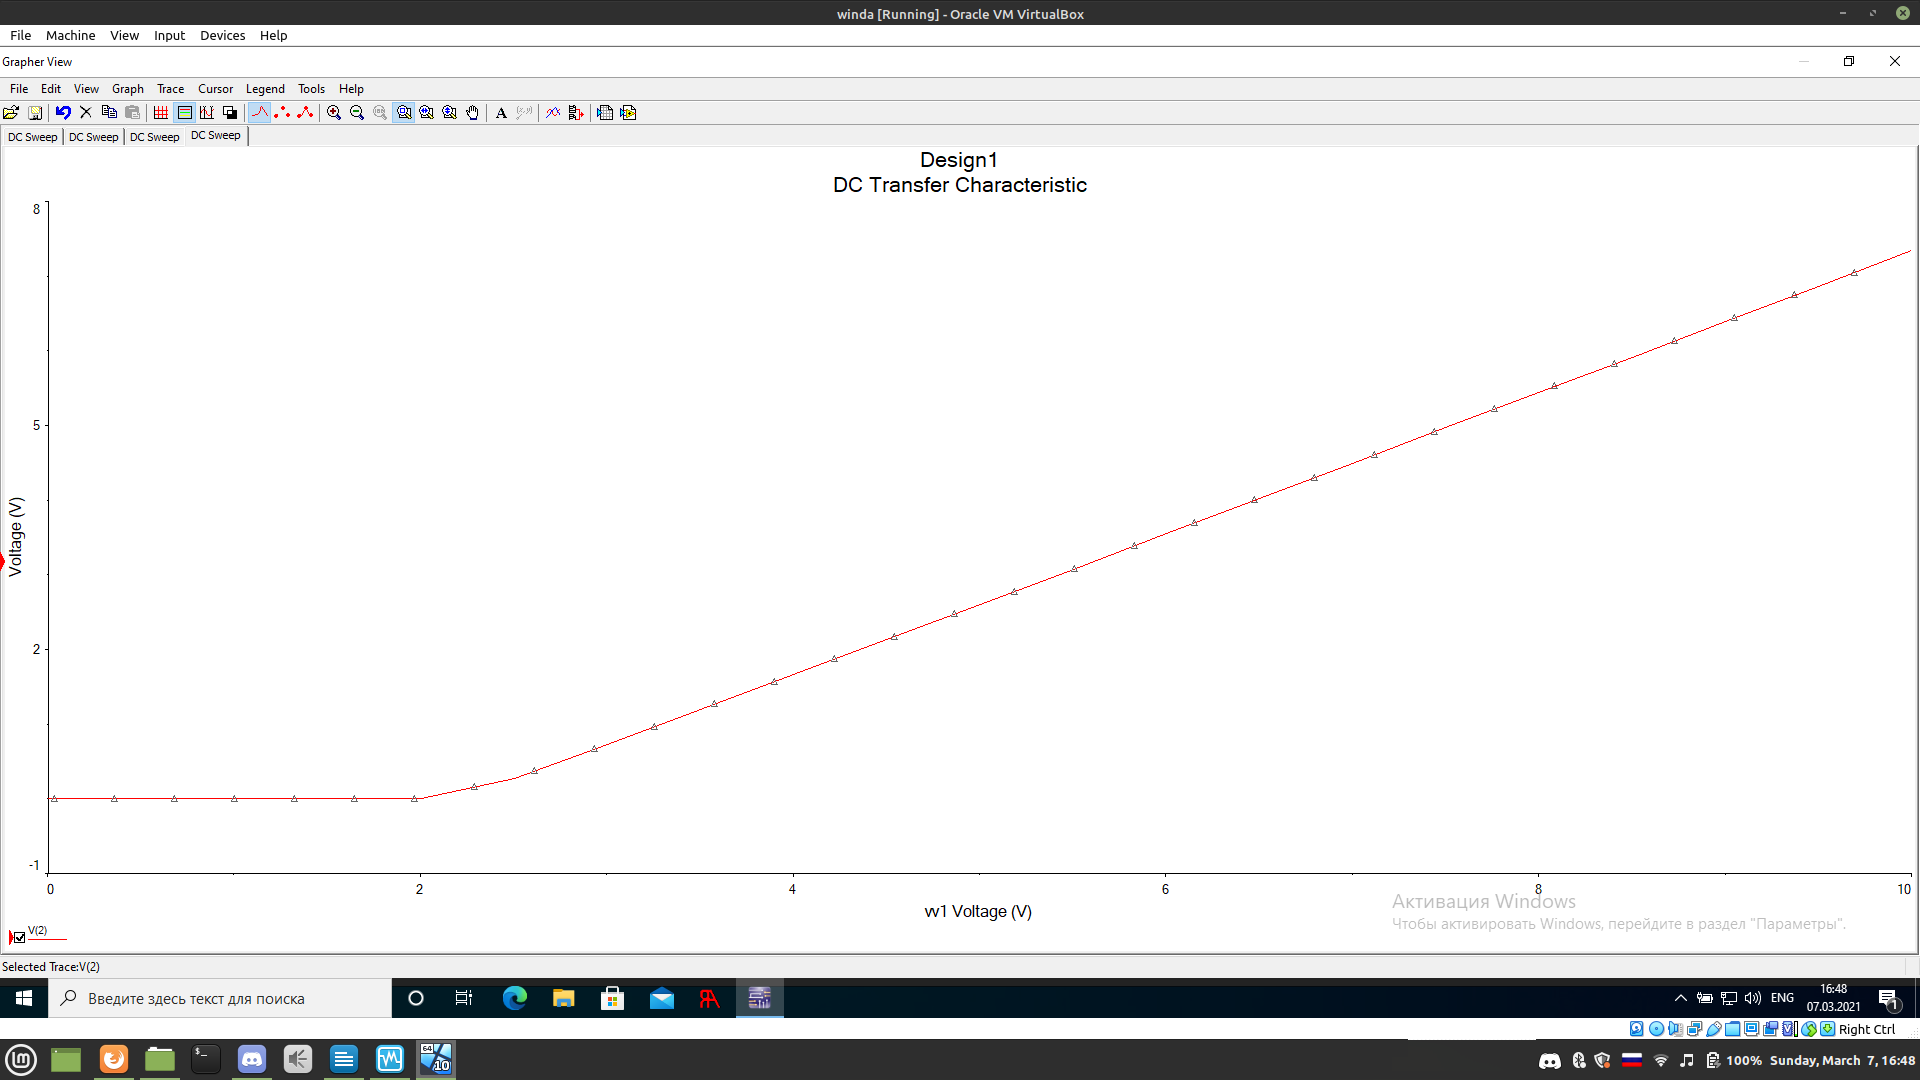 winda [Running] - Oracle VM VirtualBox
File Machine View Input Devices Help
Grapher View
File Edit View Graph Trace Cursor Legend Tools Help
A
DC Sweep DC Sweep DC Sweep DC Sweep
Design1
DC Transfer Characteristic
8
5
2
-1
Voltage (V)
0 2 4 6 8 10
vv1 Voltage (V)
Активация Windows
Чтобы активировать Windows, перейдите в раздел "Параметры".
V(2)
Selected Trace:V(2)
Введите здесь текст для поиска
ENG
16:48
07.03.2021
1
Right Ctrl
64
10
100% Sunday, March 7, 16:48